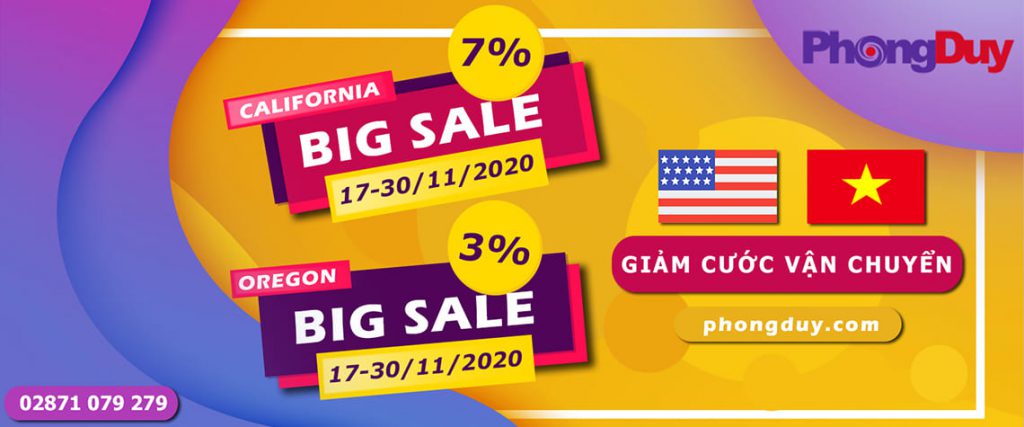 PhongDuy
7%
CALIFORNIA
BIG SALE
17-30/11/2020
3%
OREGON
BIG SALE
17-30/11/2020
GIẢM CƯỚC VẬN CHUYỂN
phongduy.com
02871 079 279